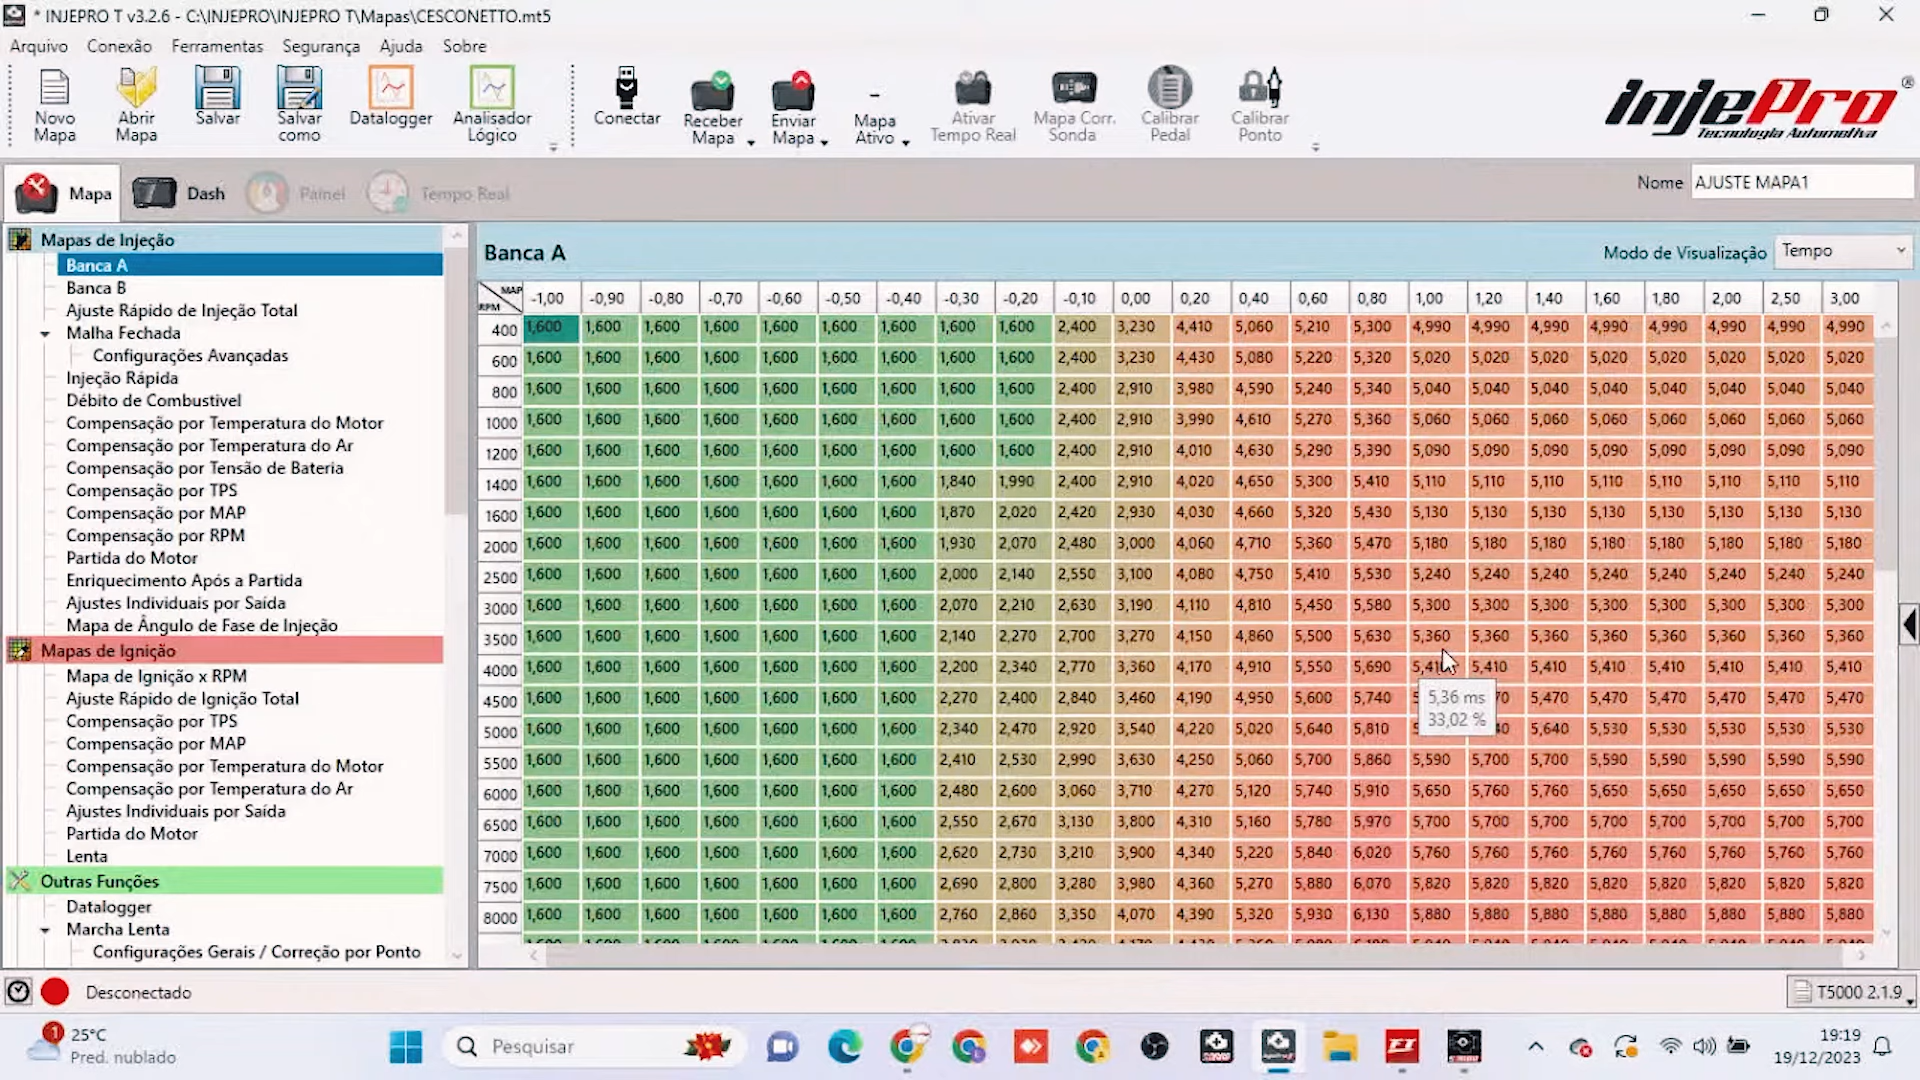 * INJEPRO T v3.2.6 - C:\INJEPRO\INJEPRO T\Mapas\CESCONETTO.mt5
Arquivo Conexão Ferramentas Segurança Ajuda Sobre
Novo Mapa
Abrir Mapa
Salvar
Salvar como
Datalogger
Analisador Lógico
Conectar
Receber Mapa
Enviar Mapa
Mapa Ativo
Ativar Tempo Real
Mapa Corr. Sonda
Calibrar Pedal
Calibrar Ponto
injePro
Tecnologia Automotiva
Mapa Dash Painel Tempo Real
Nome AJUSTE MAPA1
Mapas de Injeção
Banca A
Banca B
Ajuste Rápido de Injeção Total
Malha Fechada
Configurações Avançadas
Injeção Rápida
Débito de Combustivel
Compensação por Temperatura do Motor
Compensação por Temperatura do Ar
Compensação por Tensão de Bateria
Compensação por TPS
Compensação por MAP
Compensação por RPM
Partida do Motor
Enriquecimento Após a Partida
Ajustes Individuais por Saída
Mapa de Ângulo de Fase de Injeção
Mapas de Ignição
Mapa de Ignição x RPM
Ajuste Rápido de Ignição Total
Compensação por TPS
Compensação por MAP
Compensação por Temperatura do Motor
Compensação por Temperatura do Ar
Ajustes Individuais por Saída
Partida do Motor
Lenta
Outras Funções
Datalogger
Marcha Lenta
Configurações Gerais / Correção por Ponto
Banca A
Modo de Visualização Tempo
MAP RPM -1,00 -0,90 -0,80 -0,70 -0,60 -0,50 -0,40 -0,30 -0,20 -0,10 0,00 0,20 0,40 0,60 0,80 1,00 1,20 1,40 1,60 1,80 2,00 2,50 3,00
400 1,600 1,600 1,600 1,600 1,600 1,600 1,600 1,600 1,600 2,400 3,230 4,410 5,060 5,210 5,300 4,990 4,990 4,990 4,990 4,990 4,990 4,990 4,990
600 1,600 1,600 1,600 1,600 1,600 1,600 1,600 1,600 1,600 2,400 3,230 4,430 5,080 5,220 5,320 5,020 5,020 5,020 5,020 5,020 5,020 5,020 5,020
800 1,600 1,600 1,600 1,600 1,600 1,600 1,600 1,600 1,600 2,400 2,910 3,980 4,590 5,240 5,340 5,040 5,040 5,040 5,040 5,040 5,040 5,040 5,040
1000 1,600 1,600 1,600 1,600 1,600 1,600 1,600 1,600 1,600 2,400 2,910 3,990 4,610 5,270 5,360 5,060 5,060 5,060 5,060 5,060 5,060 5,060 5,060
1200 1,600 1,600 1,600 1,600 1,600 1,600 1,600 1,600 1,600 2,400 2,910 4,010 4,630 5,290 5,390 5,090 5,090 5,090 5,090 5,090 5,090 5,090 5,090
1400 1,600 1,600 1,600 1,600 1,600 1,600 1,600 1,840 1,990 2,400 2,910 4,020 4,650 5,300 5,410 5,110 5,110 5,110 5,110 5,110 5,110 5,110 5,110
1600 1,600 1,600 1,600 1,600 1,600 1,600 1,600 1,870 2,020 2,420 2,930 4,030 4,660 5,320 5,430 5,130 5,130 5,130 5,130 5,130 5,130 5,130 5,130
2000 1,600 1,600 1,600 1,600 1,600 1,600 1,600 1,930 2,070 2,480 3,000 4,060 4,710 5,360 5,470 5,180 5,180 5,180 5,180 5,180 5,180 5,180 5,180
2500 1,600 1,600 1,600 1,600 1,600 1,600 1,600 2,000 2,140 2,550 3,100 4,080 4,750 5,410 5,530 5,240 5,240 5,240 5,240 5,240 5,240 5,240 5,240
3000 1,600 1,600 1,600 1,600 1,600 1,600 1,600 2,070 2,210 2,630 3,190 4,110 4,810 5,450 5,580 5,300 5,300 5,300 5,300 5,300 5,300 5,300 5,300
3500 1,600 1,600 1,600 1,600 1,600 1,600 1,600 2,140 2,270 2,700 3,270 4,150 4,860 5,500 5,630 5,360 5,360 5,360 5,360 5,360 5,360 5,360 5,360
4000 1,600 1,600 1,600 1,600 1,600 1,600 1,600 2,200 2,340 2,770 3,360 4,170 4,910 5,550 5,690 5,410 5,410 5,410 5,410 5,410 5,410 5,410
4500 1,600 1,600 1,600 1,600 1,600 1,600 1,600 2,270 2,400 2,840 3,460 4,190 4,950 5,600 5,740 5,470 5,470 5,470 5,470 5,470 5,470
5000 1,600 1,600 1,600 1,600 1,600 1,600 1,600 2,340 2,470 2,920 3,540 4,220 5,020 5,640 5,810 5,640 5,530 5,530 5,530 5,530 5,530
5500 1,600 1,600 1,600 1,600 1,600 1,600 1,600 2,410 2,530 2,990 3,630 4,250 5,060 5,700 5,860 5,590 5,700 5,700 5,590 5,590 5,590 5,590 5,590
6000 1,600 1,600 1,600 1,600 1,600 1,600 1,600 2,480 2,600 3,060 3,710 4,270 5,120 5,740 5,910 5,650 5,760 5,760 5,650 5,650 5,650 5,650 5,650
6500 1,600 1,600 1,600 1,600 1,600 1,600 1,600 2,550 2,670 3,130 3,800 4,310 5,160 5,780 5,970 5,700 5,700 5,700 5,700 5,700 5,700 5,700 5,700
7000 1,600 1,600 1,600 1,600 1,600 1,600 1,600 2,620 2,730 3,210 3,900 4,340 5,220 5,840 6,020 5,760 5,760 5,760 5,760 5,760 5,760 5,760 5,760
7500 1,600 1,600 1,600 1,600 1,600 1,600 1,600 2,690 2,800 3,280 3,980 4,360 5,270 5,880 6,070 5,820 5,820 5,820 5,820 5,820 5,820 5,820 5,820
8000 1,600 1,600 1,600 1,600 1,600 1,600 1,600 2,760 2,860 3,350 4,070 4,390 5,320 5,930 6,130 5,880 5,880 5,880 5,880 5,880 5,880 5,880 5,880
5,36 ms
33,02 %
Desconectado
T5000 2.1.9
1 25°C
Pred. nublado
Pesquisar
19:19
19/12/2023